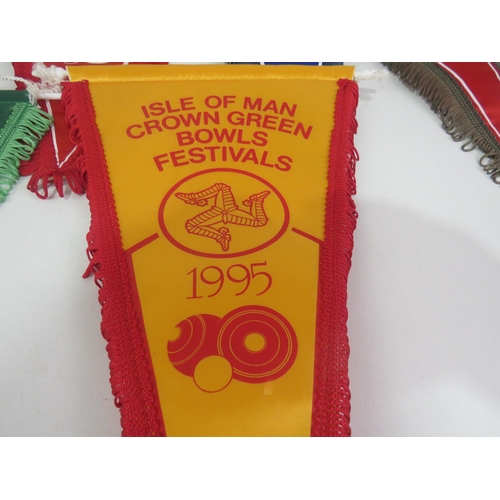 ISLE OF MAN
CROWN GREEN
BOWLS
FESTIVALS
1995